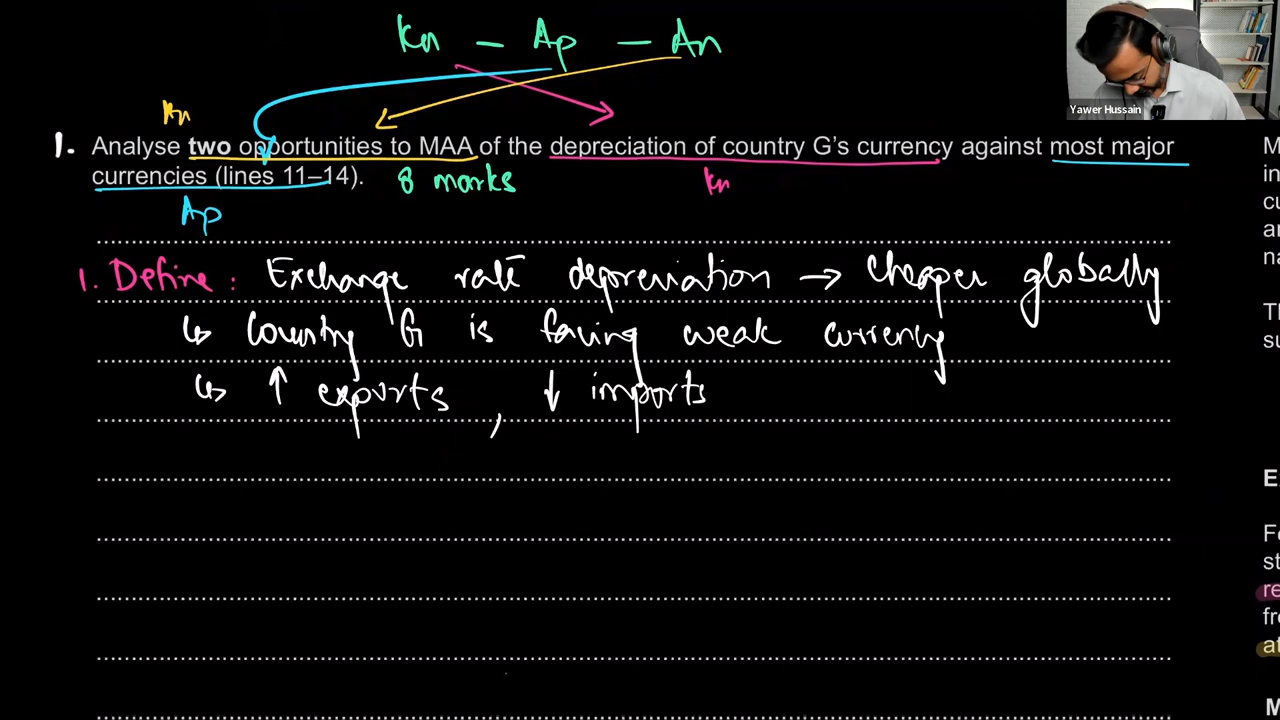 Kn – Ap – An
Yawer Hussain
Kn
1. Analyse two opportunities to MAA of the depreciation of country G's currency against most major
currencies (lines 11–14). 8 marks Kn
Ap
1. Define: Exchange rate depreciation → cheaper globally
↳ Country G is facing weak currency
↳ ↑ exports, ↓ imports